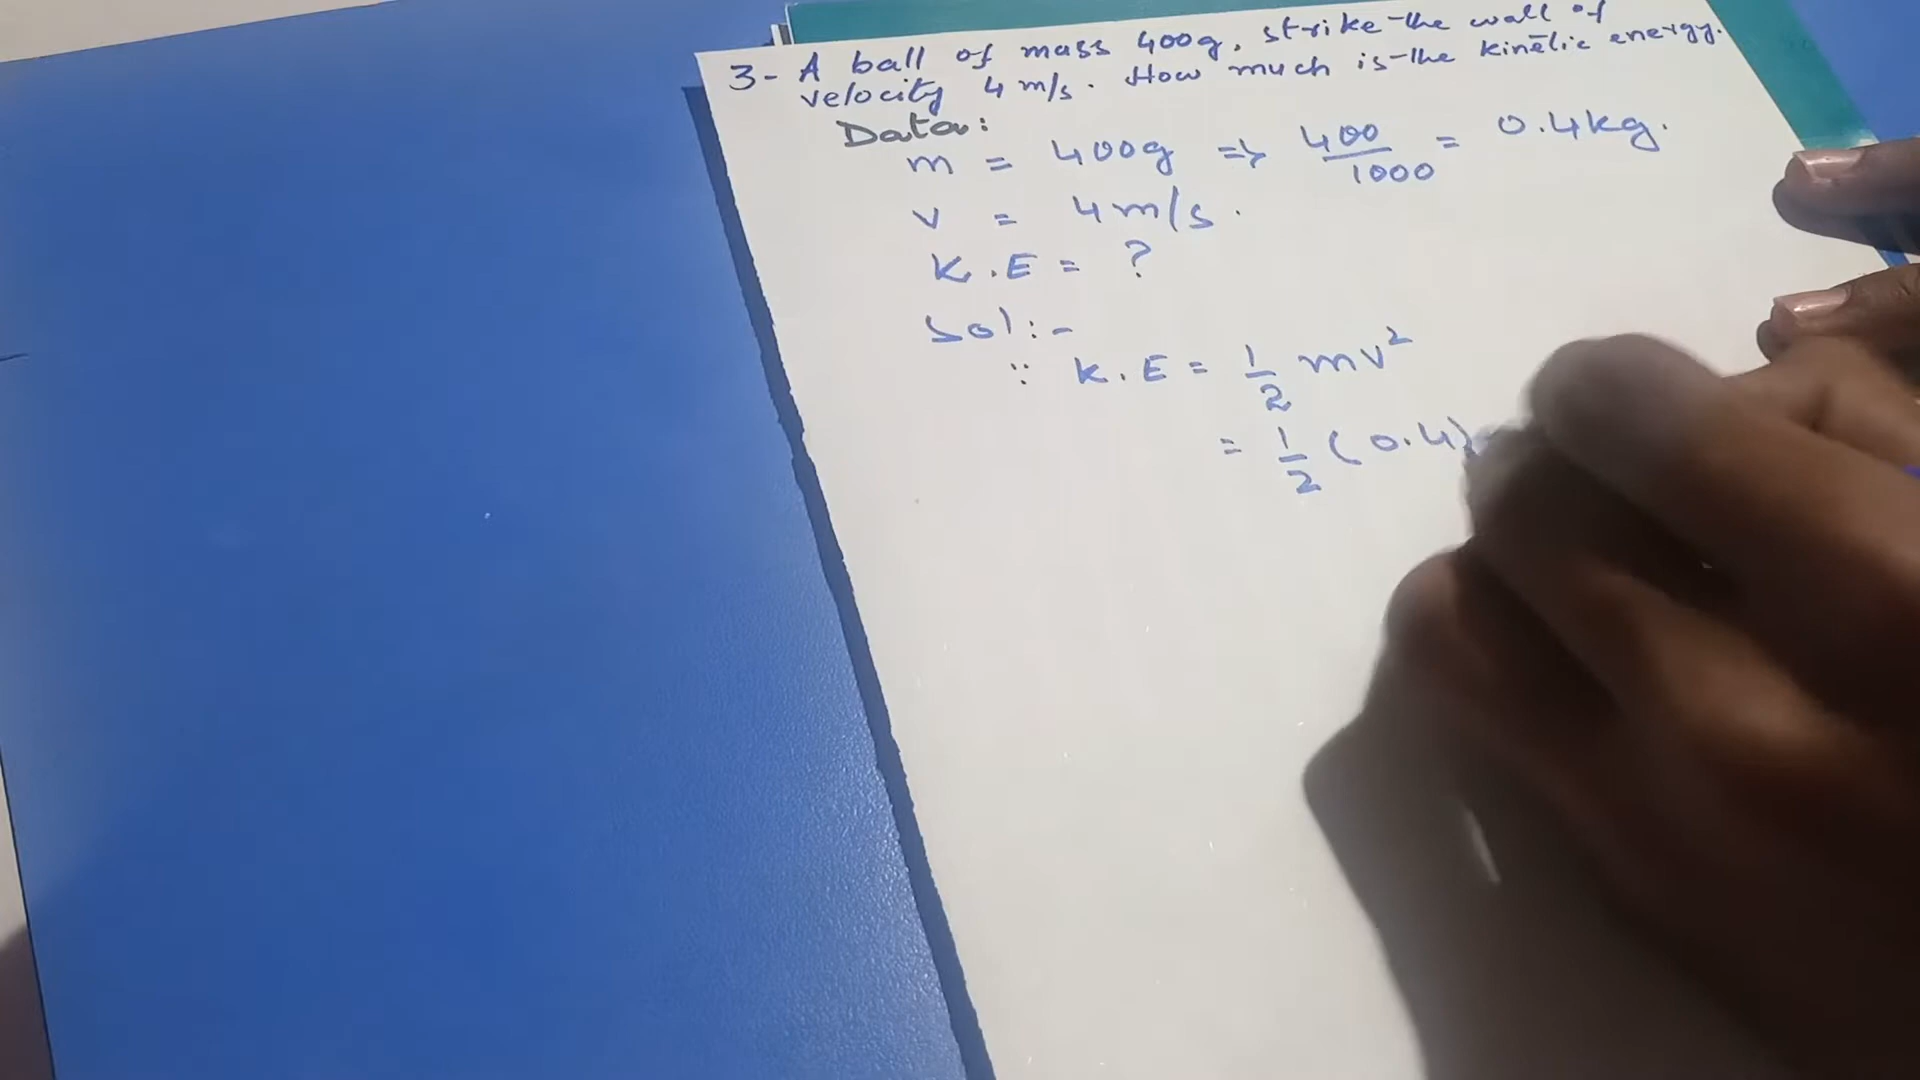 3- A ball of mass 400g, strike the wall of
velocity 4 m/s. How much is the kinetic energy.
Data:
m = 400g => 400/1000 = 0.4kg.
v = 4m/s.
K.E = ?
Sol:-
∵ K.E = 1/2 mv²
= 1/2 (0.4)